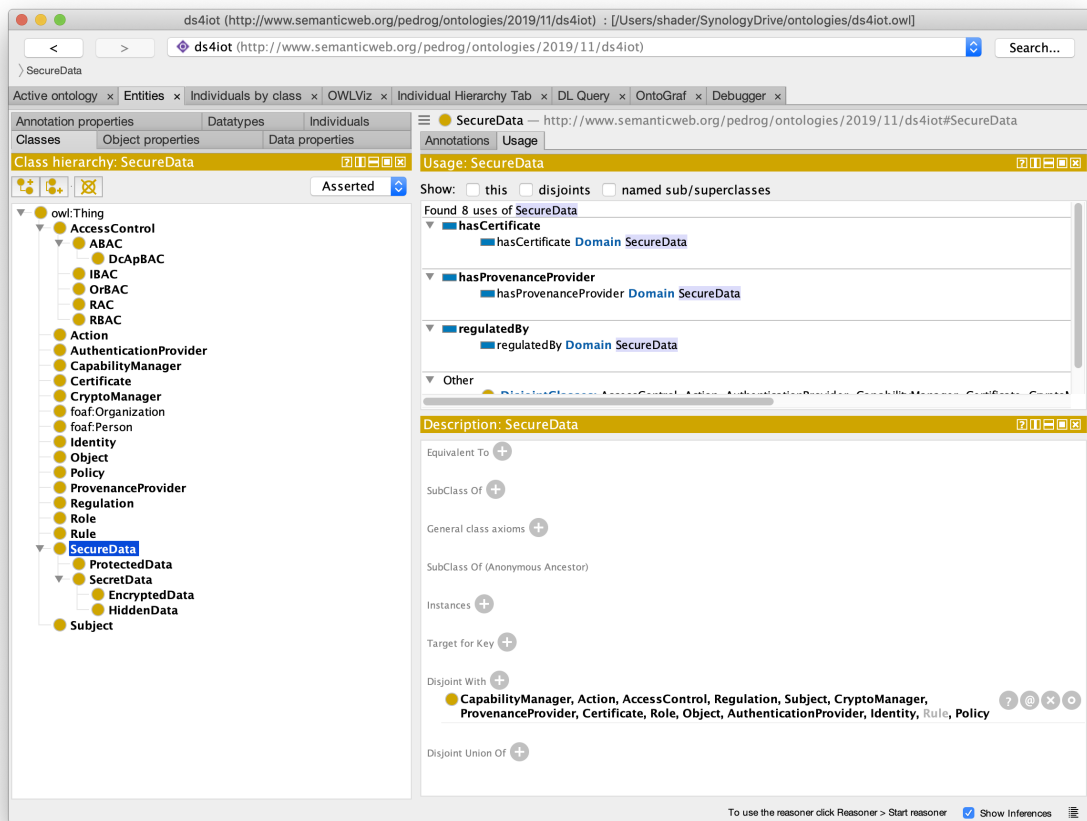 ds4iot (http://www.semanticweb.org/pedrog/ontologies/2019/11/ds4iot) : [/Users/shader/SynologyDrive/ontologies/ds4iot.owl]
< > ds4iot (http://www.semanticweb.org/pedrog/ontologies/2019/11/ds4iot) Search...
SecureData
Active ontology × Entities × Individuals by class × OWLViz × Individual Hierarchy Tab × DL Query × OntoGraf × Debugger ×
Annotation properties Datatypes Individuals
Classes Object properties Data properties
Class hierarchy: SecureData
Asserted
owl:Thing
AccessControl
ABAC
DcApBAC
IBAC
OrBAC
RAC
RBAC
Action
AuthenticationProvider
CapabilityManager
Certificate
CryptoManager
foaf:Organization
foaf:Person
Identity
Object
Policy
ProvenanceProvider
Regulation
Role
Rule
SecureData
ProtectedData
SecretData
EncryptedData
HiddenData
Subject
SecureData — http://www.semanticweb.org/pedrog/ontologies/2019/11/ds4iot#SecureData
Annotations Usage
Usage: SecureData
Show: this disjoints named sub/superclasses
Found 8 uses of SecureData
hasCertificate
hasCertificate Domain SecureData
hasProvenanceProvider
hasProvenanceProvider Domain SecureData
regulatedBy
regulatedBy Domain SecureData
Other
DisjointClasses: AccessControl, Action, AuthenticationProvider, CapabilityManager, Certificate, CryptoM
Description: SecureData
Equivalent To
SubClass Of
General class axioms
SubClass Of (Anonymous Ancestor)
Instances
Target for Key
Disjoint With
CapabilityManager, Action, AccessControl, Regulation, Subject, CryptoManager,
ProvenanceProvider, Certificate, Role, Object, AuthenticationProvider, Identity, Rule, Policy
Disjoint Union Of
To use the reasoner click Reasoner > Start reasoner Show Inferences